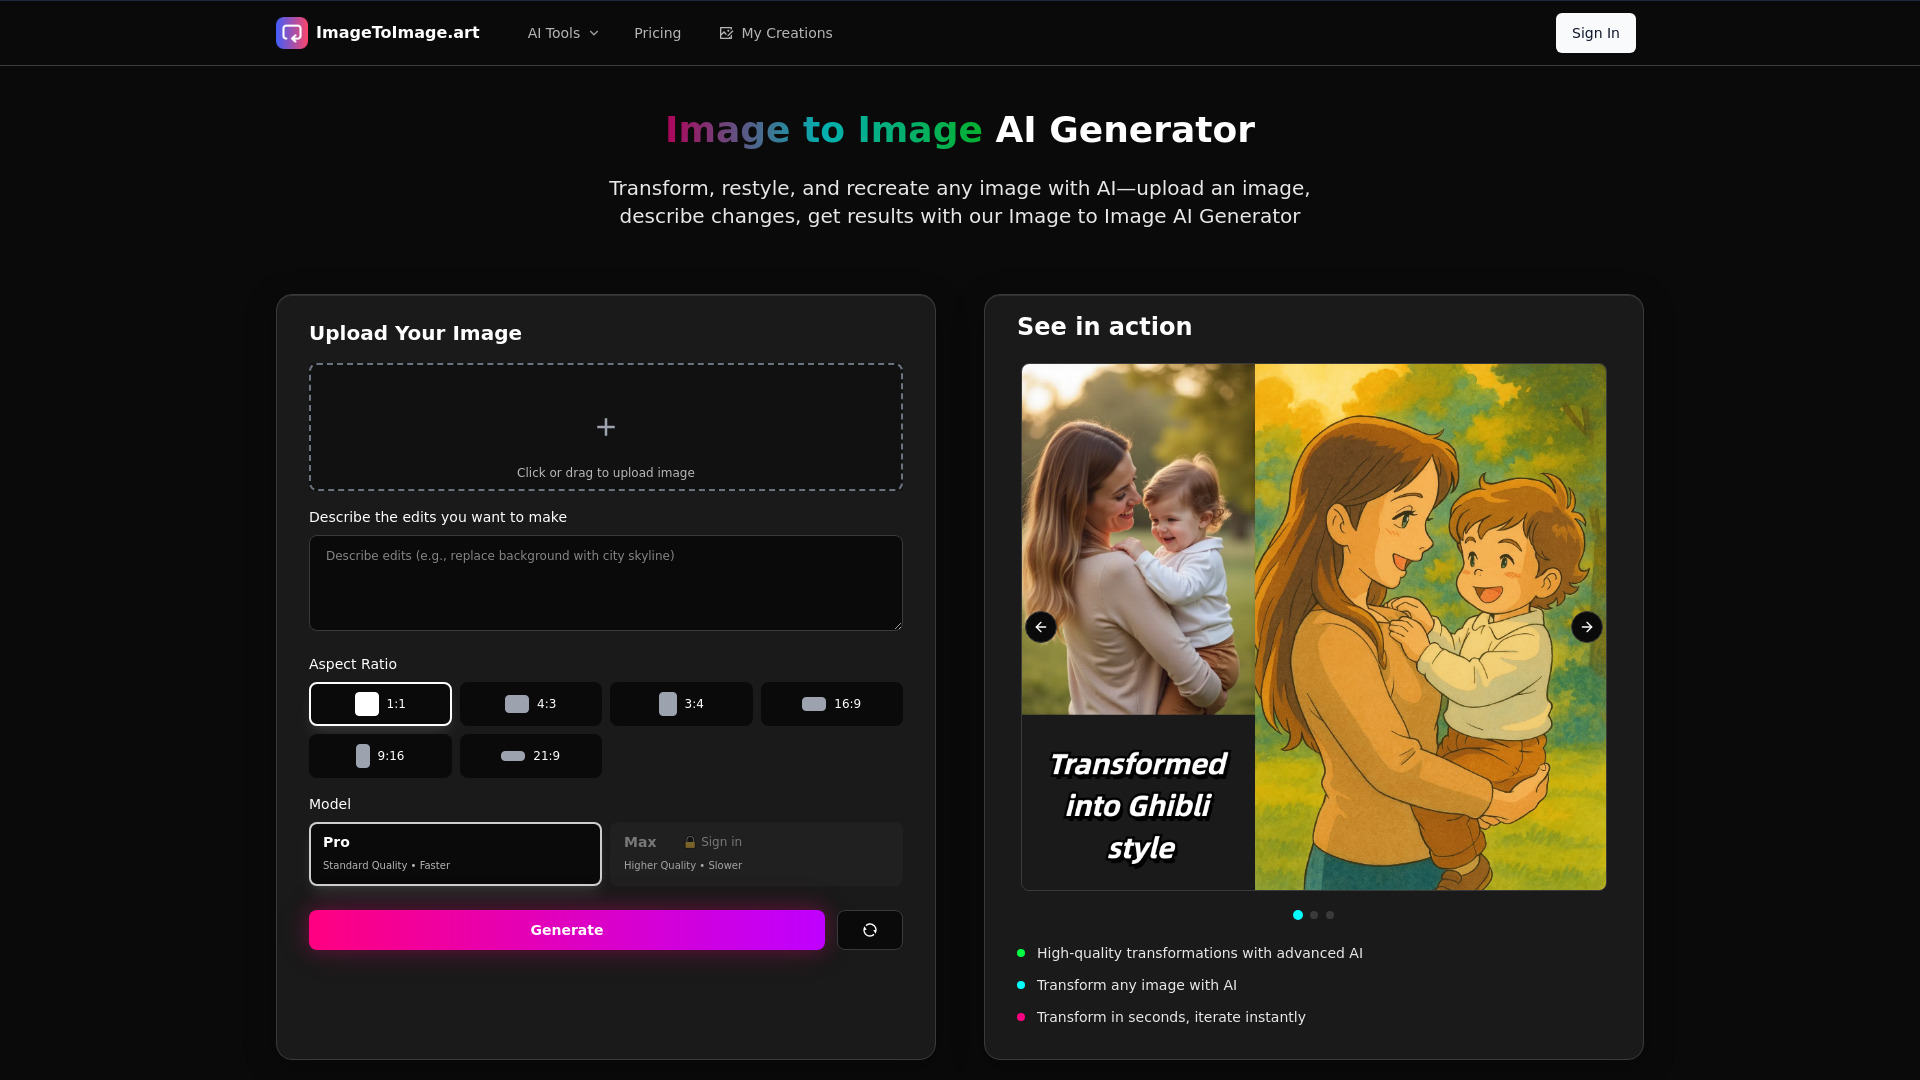 ImageToImage.art
AI Tools
Pricing
My Creations
Sign In
Image to Image AI Generator
Transform, restyle, and recreate any image with AI—upload an image,
describe changes, get results with our Image to Image AI Generator
Upload Your Image
Click or drag to upload image
Describe the edits you want to make
Describe edits (e.g., replace background with city skyline)
Aspect Ratio
1:1
4:3
3:4
16:9
9:16
21:9
Model
Pro
Standard Quality • Faster
Max 🔒 Sign in
Higher Quality • Slower
Generate
See in action
Transformed
into Ghibli
style
High-quality transformations with advanced AI
Transform any image with AI
Transform in seconds, iterate instantly